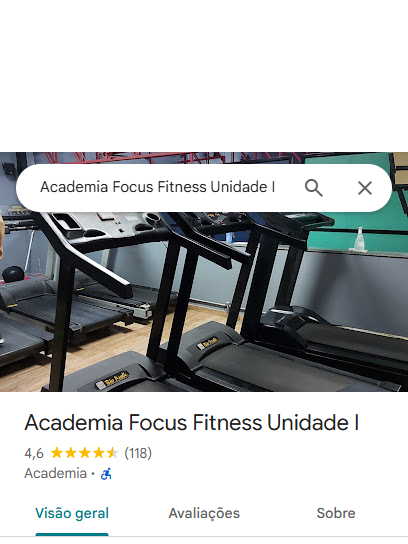 Academia Focus Fitness Unidade I
Academia Focus Fitness Unidade I
4,6 (118)
Academia ·
Visão geral
Avaliações
Sobre